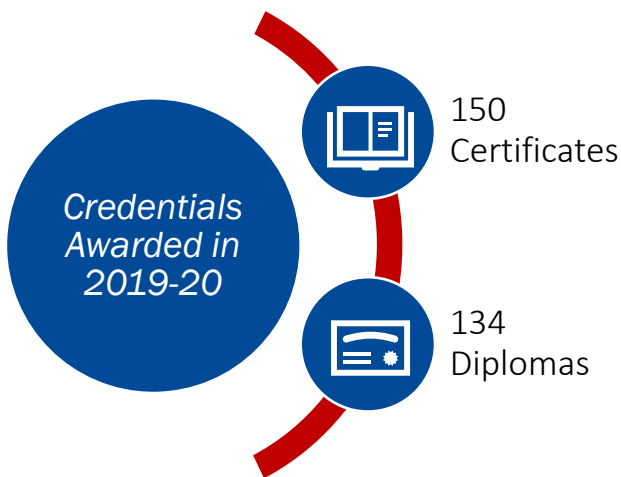 Credentials
Awarded in
2019-20
150
Certificates
134
Diplomas